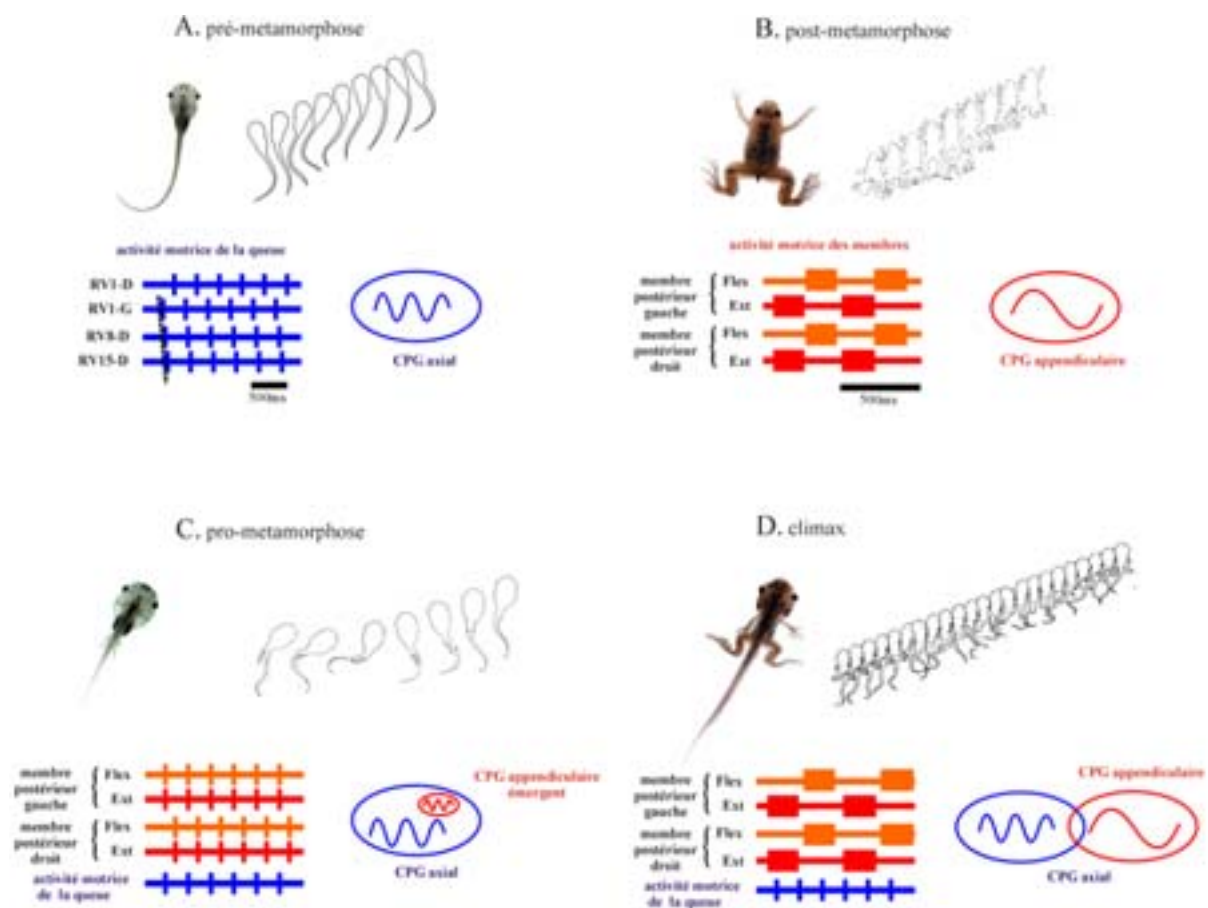 A. pré-metamorphose
activité motrice de la queue
RV1-D
RV1-G
RV8-D
RV15-D
500ms
CPG axial
B. post-metamorphose
activité motrice des membres
membre
postérieur
gauche
Flex
Ext
membre
postérieur
droit
Flex
Ext
500ms
CPG appendiculaire
C. pro-metamorphose
membre
postérieur
gauche
Flex
Ext
membre
postérieur
droit
Flex
Ext
activité motrice
de la queue
CPG appendiculaire
émergent
CPG axial
D. climax
membre
postérieur
gauche
Flex
Ext
membre
postérieur
droit
Flex
Ext
activité motrice
de la queue
CPG appendiculaire
CPG axial